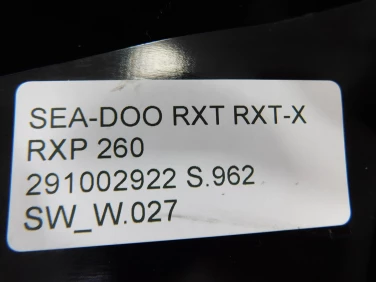 SEA-DOO RXT RXT-X
RXP 260
291002922 S.962
SW_W.027